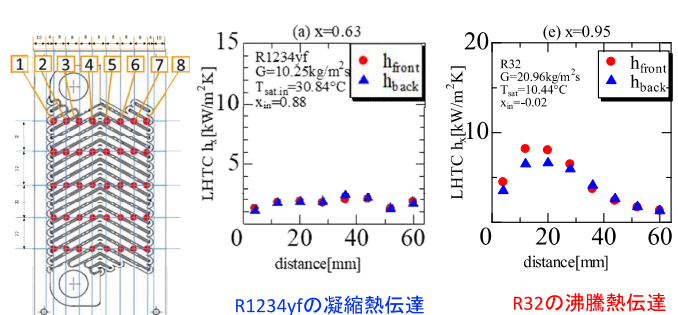 1 2 3 4 5 6 7 8
(a) x=0.63
LHTC hx[kW/m²K]
15
10
5
0 20 40 60
distance[mm]
R1234yf
G=10.25kg/m²s
Tsat.in=30.84°C
xin=0.88
hfront
hback
R1234yfの凝縮熱伝達
(e) x=0.95
LHTC hx[kW/m²K]
20
10
0 20 40 60
distance[mm]
R32
G=20.96kg/m²s
Tsat=10.44°C
xin=-0.02
hfront
hback
R32の沸騰熱伝達